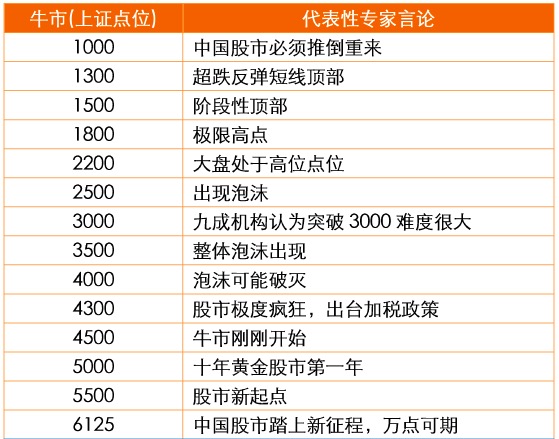 牛市(上证点位) 代表性专家言论
1000 中国股市必须推倒重来
1300 超跌反弹短线顶部
1500 阶段性顶部
1800 极限高点
2200 大盘处于高位点位
2500 出现泡沫
3000 九成机构认为突破3000难度很大
3500 整体泡沫出现
4000 泡沫可能破灭
4300 股市极度疯狂，出台加税政策
4500 牛市刚刚开始
5000 十年黄金股市第一年
5500 股市新起点
6125 中国股市踏上新征程，万点可期